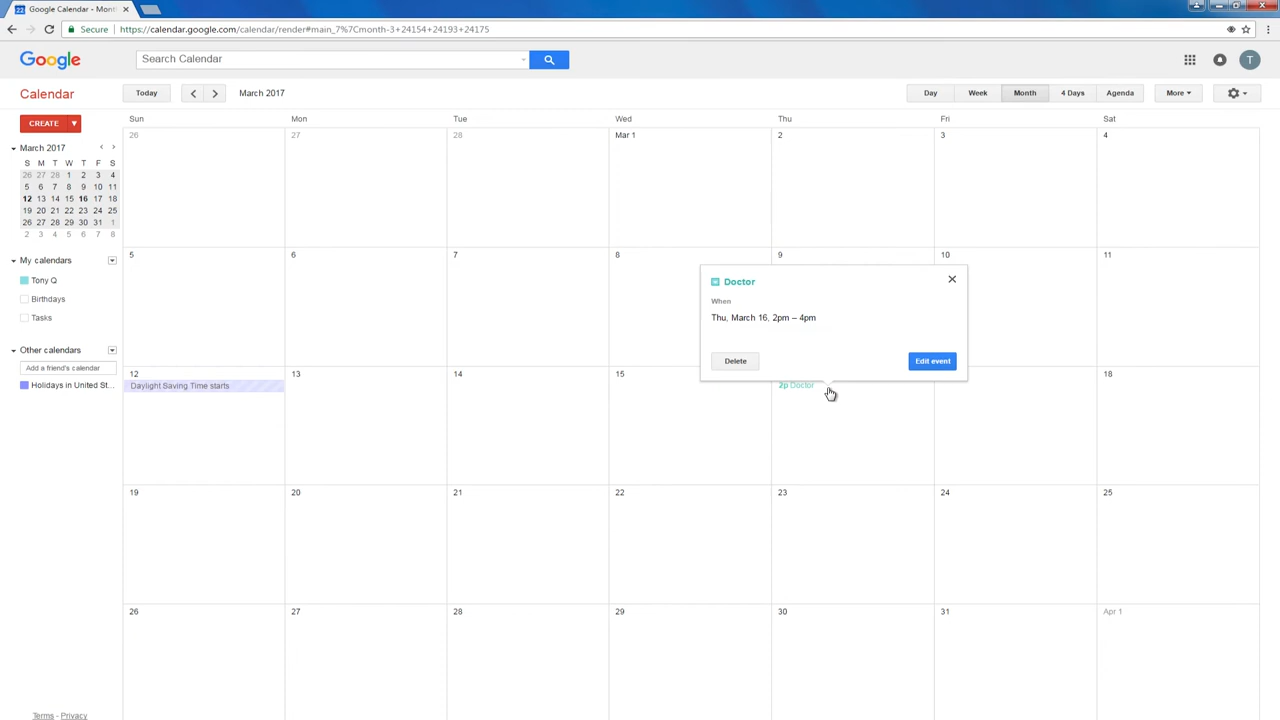 22
Google Calendar - Mont
Secure
https://calendar.google.com/calendar/render#main_7%7Cmonth-3+24154+24193+24175
Google
Search Calendar
T
Calendar
Today
March 2017
Day
Week
Month
4 Days
Agenda
More
CREATE
March 2017
S M T W T F S
26 27 28 1 2 3 4
5 6 7 8 9 10 11
12 13 14 15 16 17 18
19 20 21 22 23 24 25
26 27 28 29 30 31 1
2 3 4 5 6 7 8
My calendars
Tony Q
Birthdays
Tasks
Other calendars
Add a friend's calendar
Holidays in United St...
Terms - Privacy
Sun Mon Tue Wed Thu Fri Sat
26 27 28 Mar 1 2 3 4
5 6 7 8 9 10 11
Doctor
When
Thu, March 16, 2pm – 4pm
Delete
Edit event
12 13 14 15 18
Daylight Saving Time starts
2p Doctor
19 20 21 22 23 24 25
26 27 28 29 30 31 Apr 1